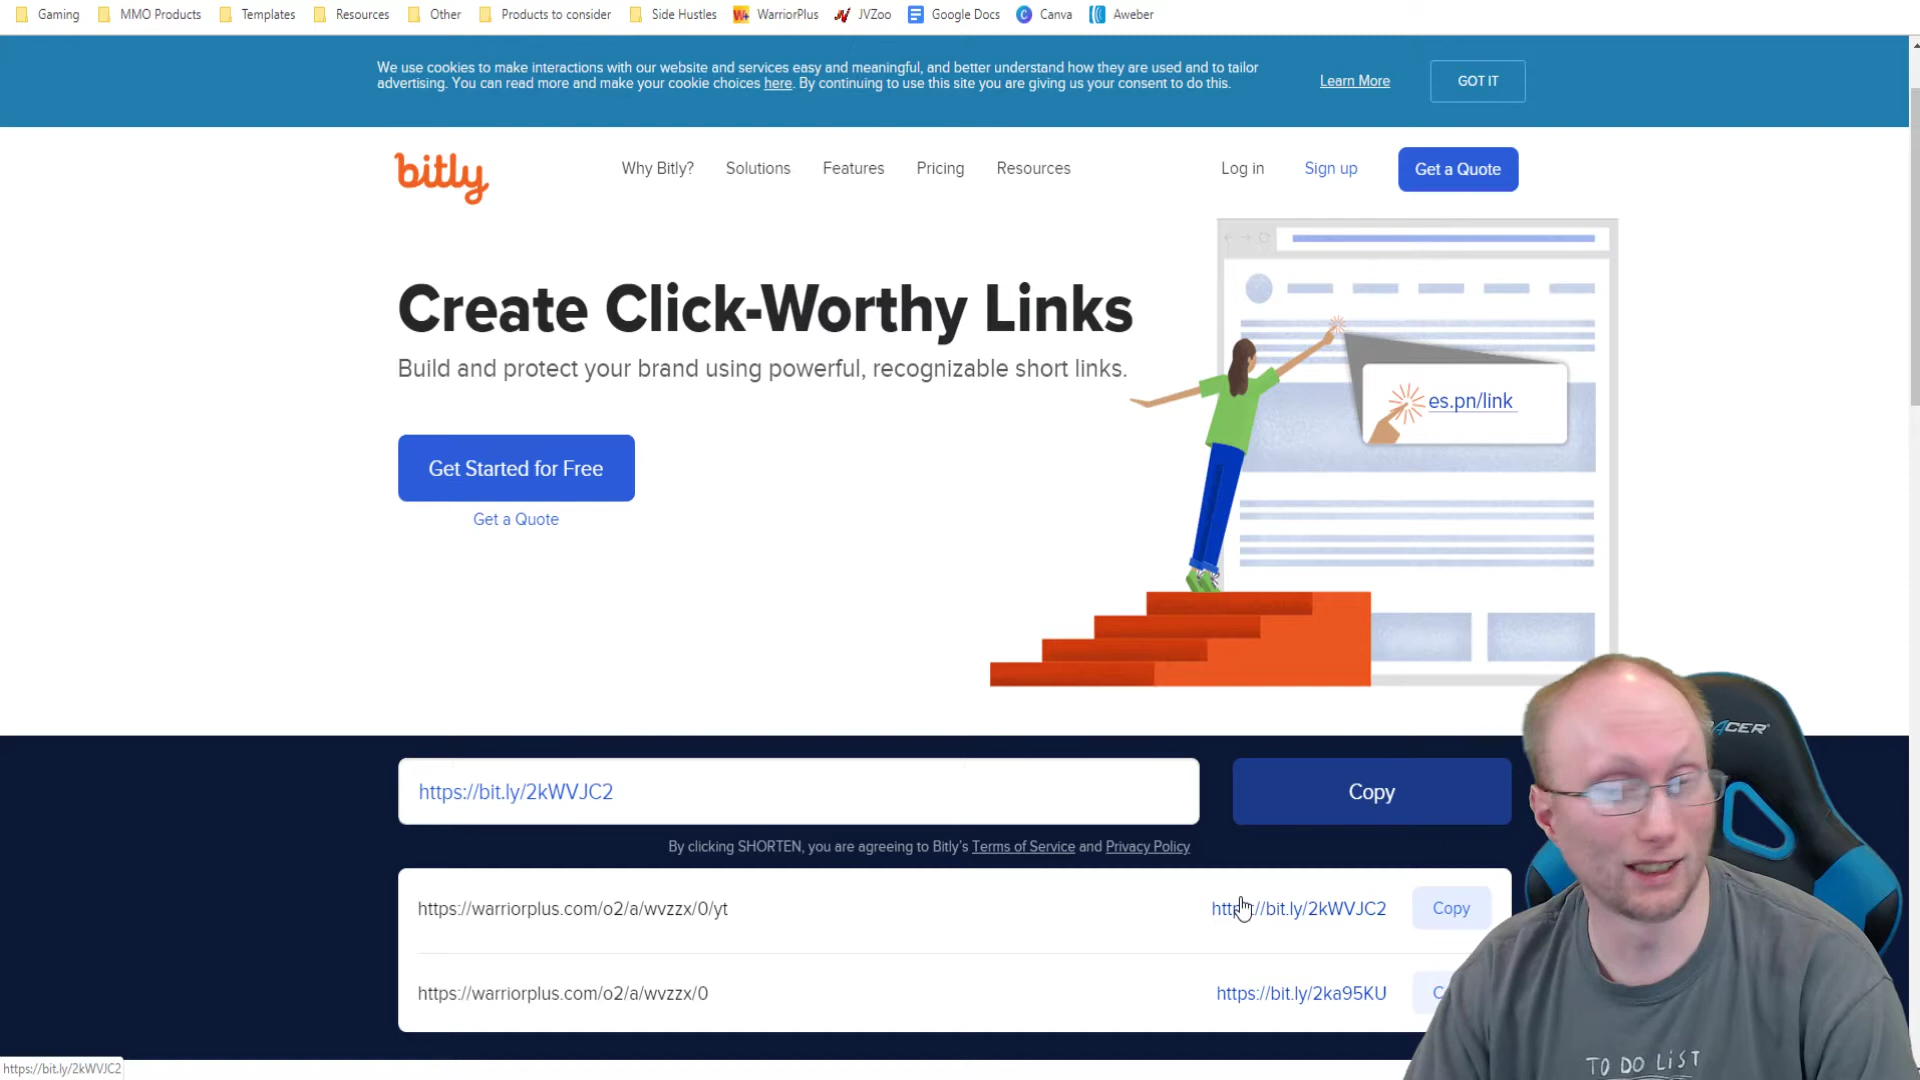 Gaming MMO Products Templates Resources Other Products to consider Side Hustles W+ WarriorPlus JVZoo Google Docs C Canva Aweber
We use cookies to make interactions with our website and services easy and meaningful, and better understand how they are used and to tailor
advertising. You can read more and make your cookie choices here. By continuing to use this site you are giving us your consent to do this.
Learn More
GOT IT
bitly
Why Bitly? Solutions Features Pricing Resources
Log in Sign up Get a Quote
Create Click-Worthy Links
Build and protect your brand using powerful, recognizable short links.
es.pn/link
Get Started for Free
Get a Quote
https://bit.ly/2kWVJC2
Copy
By clicking SHORTEN, you are agreeing to Bitly's Terms of Service and Privacy Policy
https://warriorplus.com/o2/a/wvzzx/0/yt
https://bit.ly/2kWVJC2 Copy
https://warriorplus.com/o2/a/wvzzx/0
https://bit.ly/2ka95KU
TO DO LIST
https://bit.ly/2kWVJC2